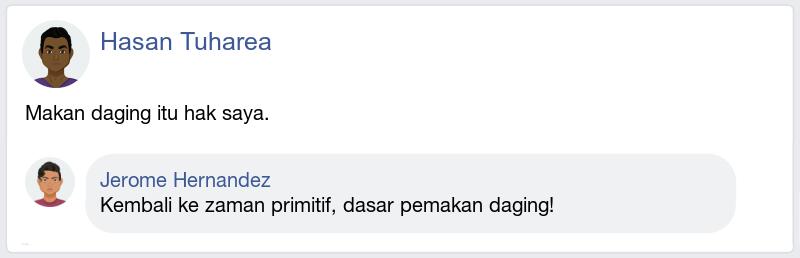 Hasan Tuharea
Makan daging itu hak saya.
Jerome Hernandez
Kembali ke zaman primitif, dasar pemakan daging!